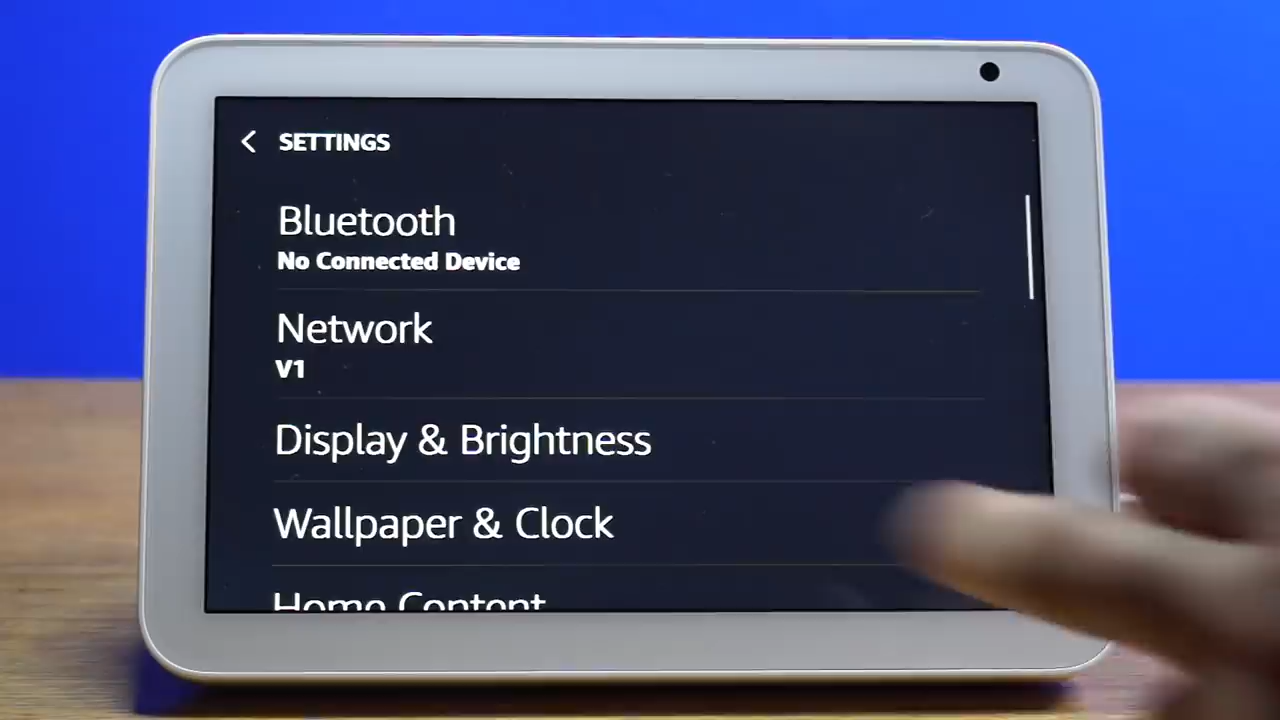 SETTINGS
Bluetooth
No Connected Device
Network
V1
Display & Brightness
Wallpaper & Clock
Home Content